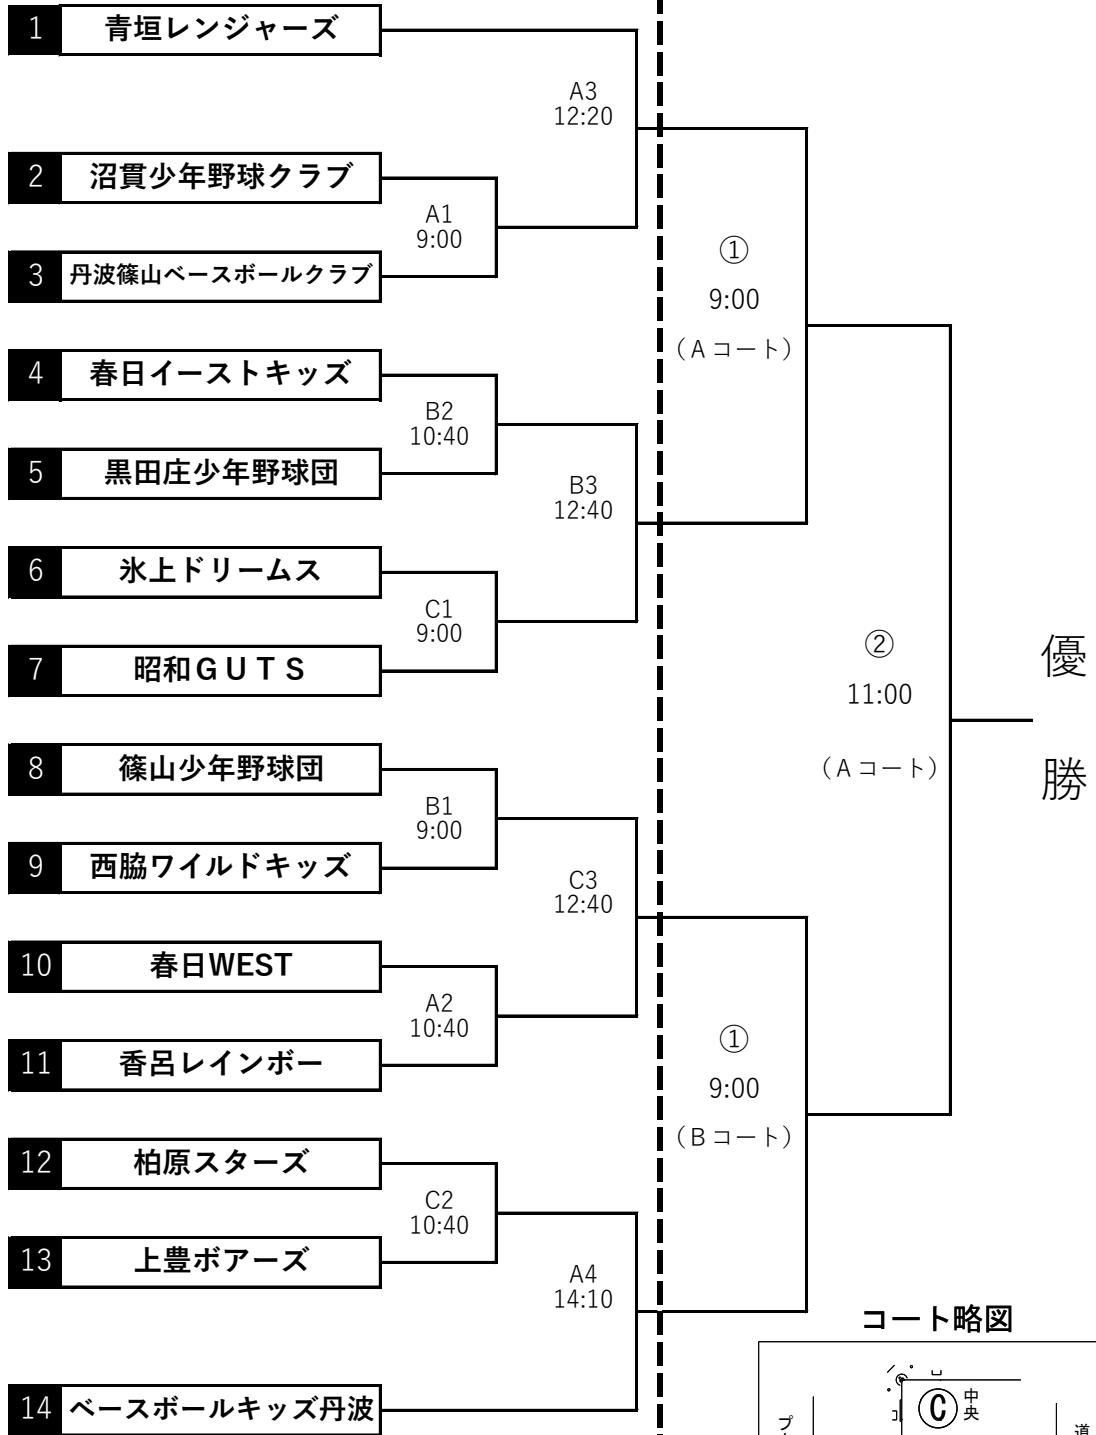 1 青垣レンジャーズ
A3
12:20
2 沼貫少年野球クラブ
A1
9:00
3 丹波篠山ベースボールクラブ
①
9:00
（Aコート）
4 春日イーストキッズ
B2
10:40
5 黒田庄少年野球団
B3
12:40
6 氷上ドリームス
C1
9:00
7 昭和ＧＵＴＳ
②
11:00
（Aコート）
優
勝
8 篠山少年野球団
B1
9:00
9 西脇ワイルドキッズ
C3
12:40
10 春日WEST
A2
10:40
11 香呂レインボー
①
9:00
（Bコート）
12 柏原スターズ
C2
10:40
13 上豊ボアーズ
A4
14:10
14 ベースボールキッズ丹波
コート略図
C 中央
プ
道